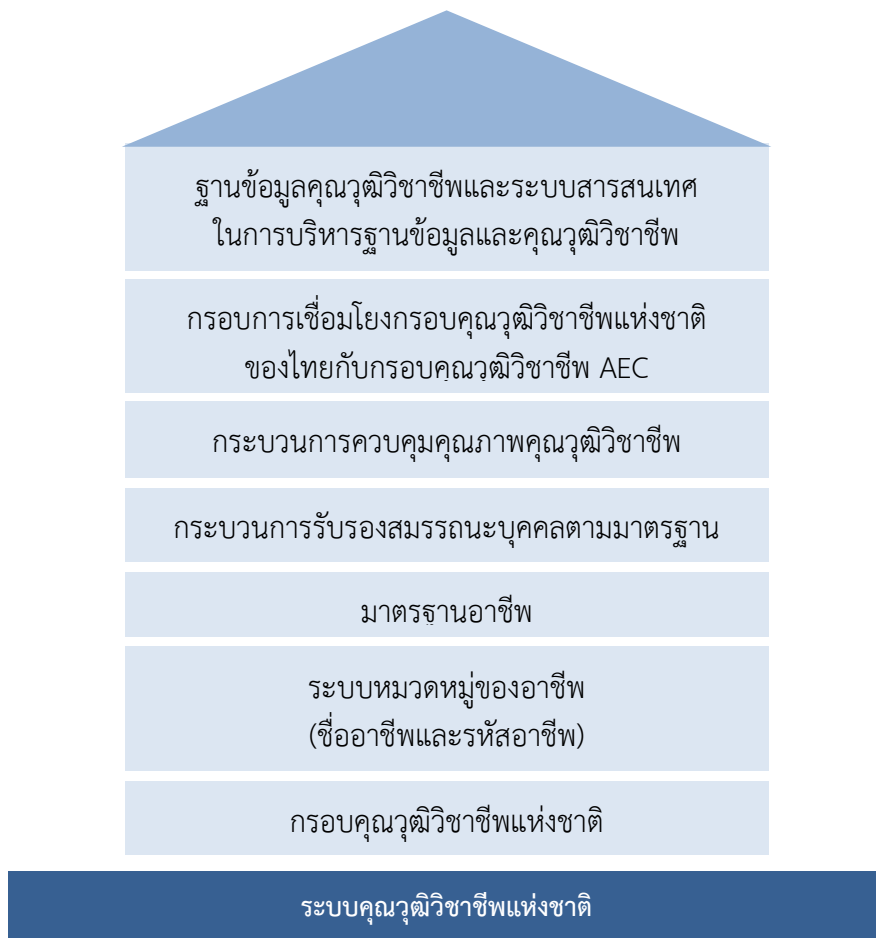 ฐานข้อมูลคุณวุฒิวิชาชีพและระบบสารสนเทศ
ในการบริหารฐานข้อมูลและคุณวุฒิวิชาชีพ
กรอบการเชื่อมโยงกรอบคุณวุฒิวิชาชีพแห่งชาติ
ของไทยกับกรอบคุณวุฒิวิชาชีพ AEC
กระบวนการควบคุมคุณภาพคุณวุฒิวิชาชีพ
กระบวนการรับรองสมรรถนะบุคคลตามมาตรฐาน
มาตรฐานอาชีพ
ระบบหมวดหมู่ของอาชีพ
(ชื่ออาชีพและรหัสอาชีพ)
กรอบคุณวุฒิวิชาชีพแห่งชาติ
ระบบคุณวุฒิวิชาชีพแห่งชาติ